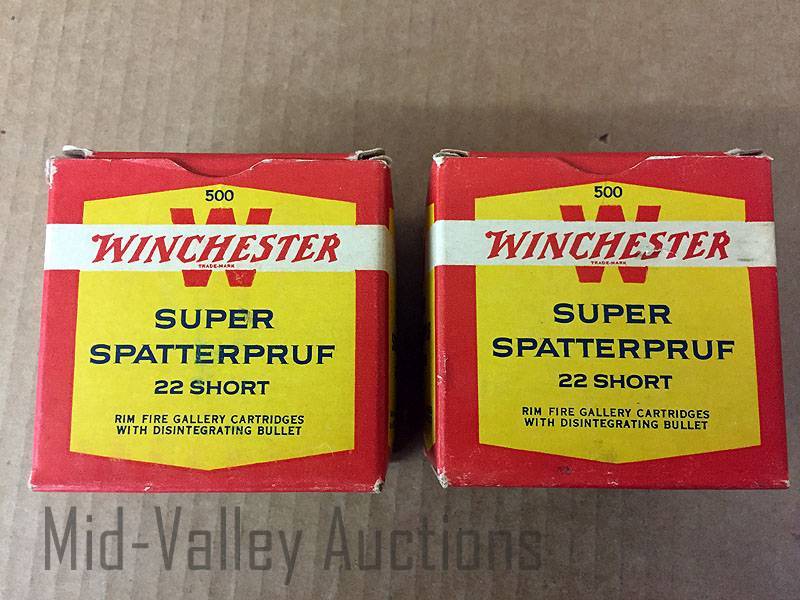 500
W
WINCHESTER
TRADE-MARK
SUPER
SPATTERPRUF
22 SHORT
RIM FIRE GALLERY CARTRIDGES
WITH DISINTEGRATING BULLET
500
W
WINCHESTER
TRADE-MARK
SUPER
SPATTERPRUF
22 SHORT
RIM FIRE GALLERY CARTRIDGES
WITH DISINTEGRATING BULLET
Mid-Valley Auctions